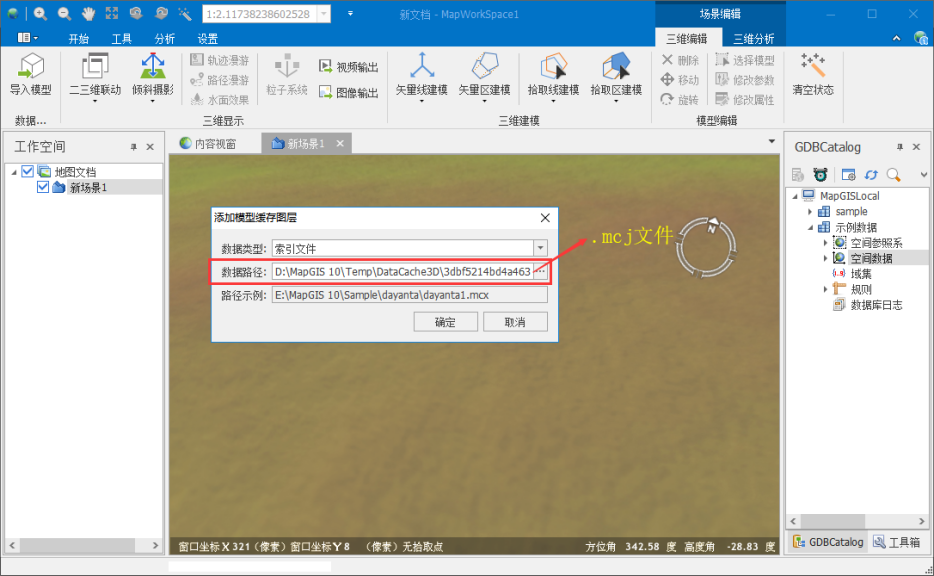 1:2.11738238602528
新文档 - MapWorkSpace1
场景编辑
开始
工具
分析
设置
三维编辑
三维分析
导入模型
二三维联动
倾斜摄影
轨迹漫游
路径漫游
水面效果
粒子系统
视频输出
图像输出
矢量线建模
矢量区建模
拾取线建模
拾取区建模
删除
移动
旋转
选择模型
修改参数
修改属性
清空状态
数据...
三维显示
三维建模
模型编辑
工作空间
地图文档
新场景1
内容视窗
新场景1
添加模型缓存图层
数据类型: 索引文件
数据路径: D:\MapGIS 10\Temp\DataCache3D\3dbf5214bd4a463 ...
路径示例: E:\MapGIS 10\Sample\dayanta\dayanta1.mcx
确定
取消
.mcj文件
N
窗口坐标 X 321 (像素) 窗口坐标 Y 8 (像素) 无拾取点
方位角 342.58 度 高度角 -28.83 度
GDBCatalog
MapGISLocal
sample
示例数据
空间参照系
空间数据
域集
规则
数据库日志
GDBCatalog
工具箱